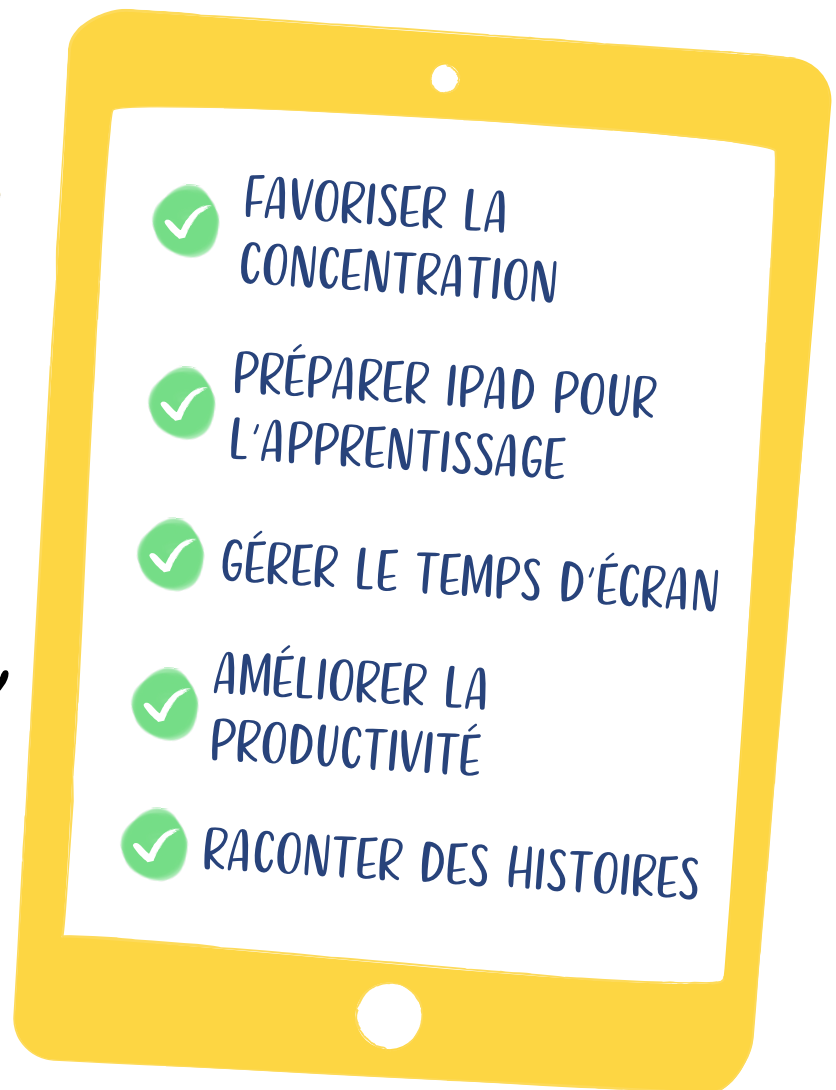 FAVORISER LA
CONCENTRATION
PRÉPARER IPAD POUR
L'APPRENTISSAGE
GÉRER LE TEMPS D'ÉCRAN
AMÉLIORER LA
PRODUCTIVITÉ
RACONTER DES HISTOIRES